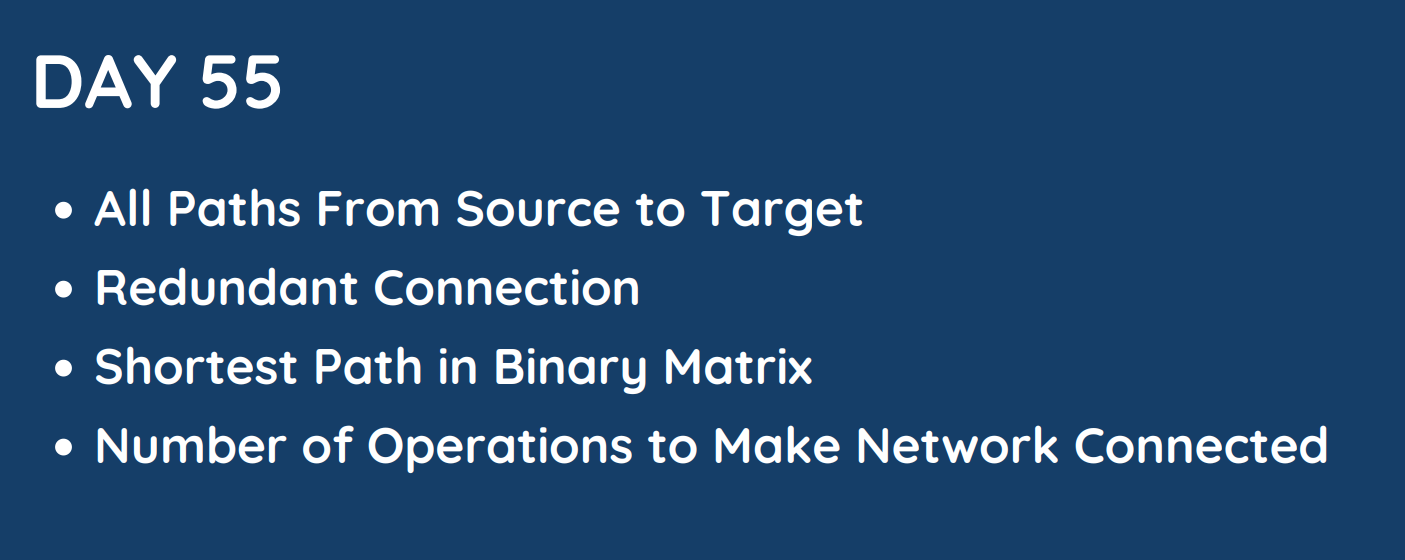 DAY 55
• All Paths From Source to Target
• Redundant Connection
• Shortest Path in Binary Matrix
• Number of Operations to Make Network Connected